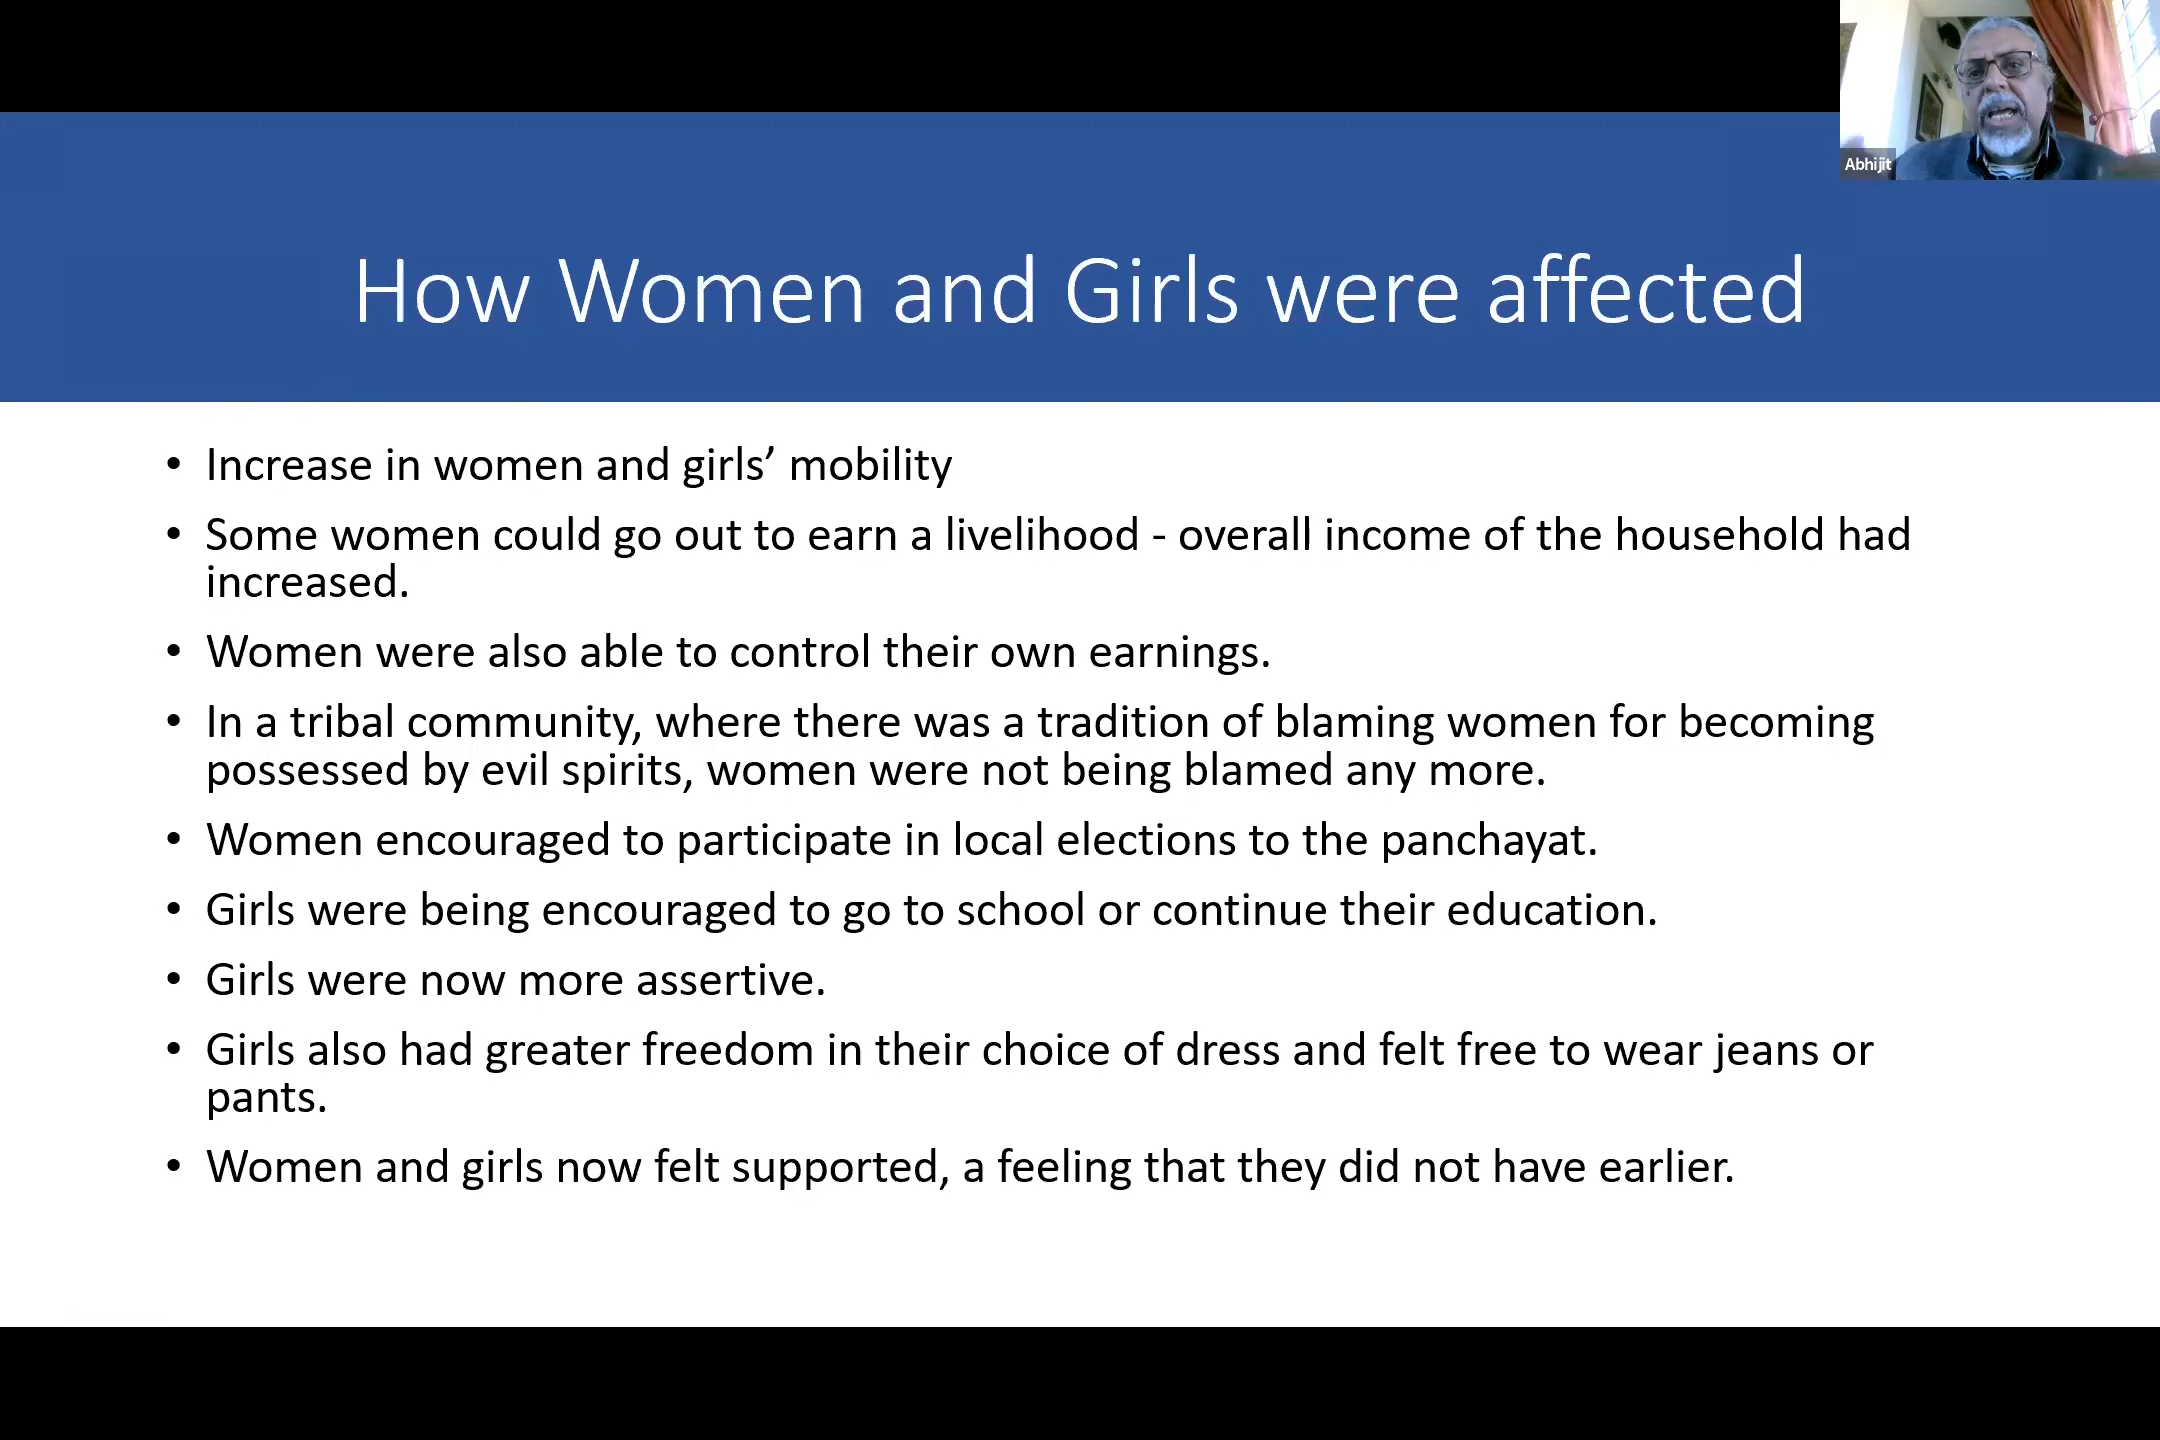 Abhijit
How Women and Girls were affected
• Increase in women and girls’ mobility
• Some women could go out to earn a livelihood - overall income of the household had
increased.
• Women were also able to control their own earnings.
• In a tribal community, where there was a tradition of blaming women for becoming
possessed by evil spirits, women were not being blamed any more.
• Women encouraged to participate in local elections to the panchayat.
• Girls were being encouraged to go to school or continue their education.
• Girls were now more assertive.
• Girls also had greater freedom in their choice of dress and felt free to wear jeans or
pants.
• Women and girls now felt supported, a feeling that they did not have earlier.